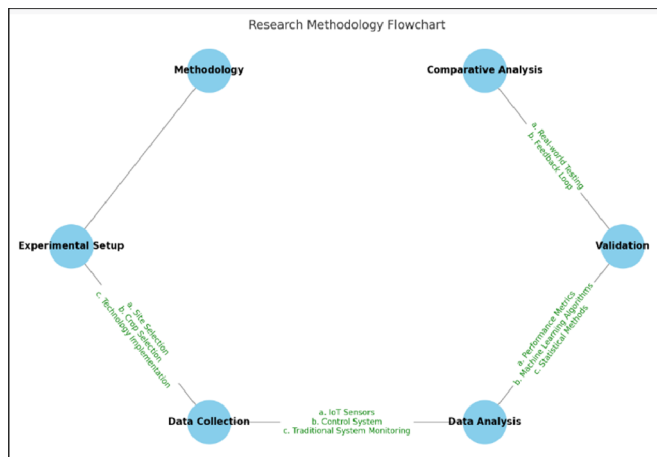 Research Methodology Flowchart
Methodology
Comparative Analysis
a. Real-world Testing
b. Feedback Loop
Experimental Setup
Validation
a. Site Selection
b. Crop Selection
c. Technology Implementation
a. Performance Metrics
b. Machine Learning Algorithms
c. Statistical Methods
Data Collection
a. IoT Sensors
b. Control System
c. Traditional System Monitoring
Data Analysis